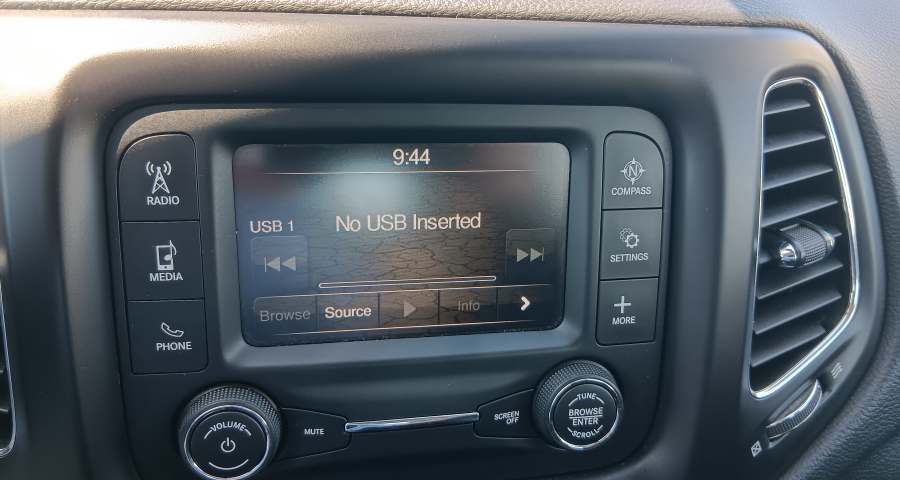 9:44
RADIO
MEDIA
PHONE
USB 1
No USB Inserted
Browse
Source
Info
N
COMPASS
SETTINGS
MORE
VOLUME
MUTE
SCREEN
OFF
TUNE
BROWSE
ENTER
SCROLL